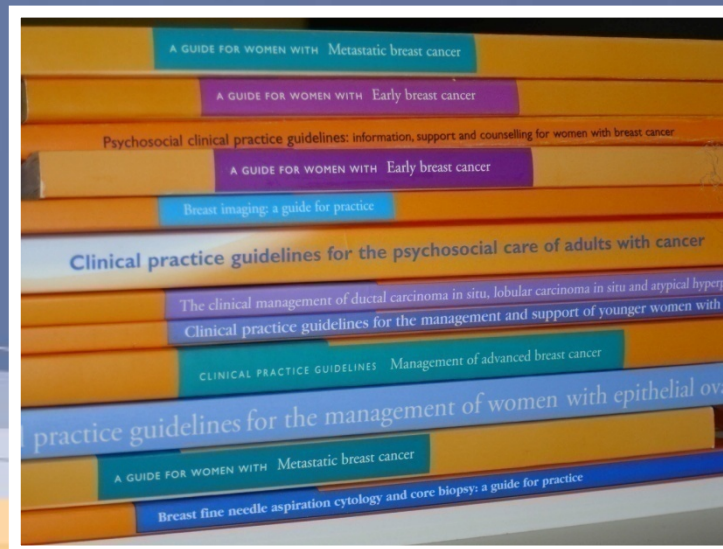 A GUIDE FOR WOMEN WITH Metastatic breast cancer
A GUIDE FOR WOMEN WITH Early breast cancer
Psychosocial clinical practice guidelines: information, support and counselling for women with breast cancer
A GUIDE FOR WOMEN WITH Early breast cancer
Breast imaging: a guide for practice
Clinical practice guidelines for the psychosocial care of adults with cancer
The clinical management of ductal carcinoma in situ, lobular carcinoma in situ and atypical
Clinical practice guidelines for the management and support of younger women with
CLINICAL PRACTICE GUIDELINES Management of advanced breast cancer
practice guidelines for the management of women with epithelial
A GUIDE FOR WOMEN WITH Metastatic breast cancer
Breast fine needle aspiration cytology and core biopsy: a guide for practice